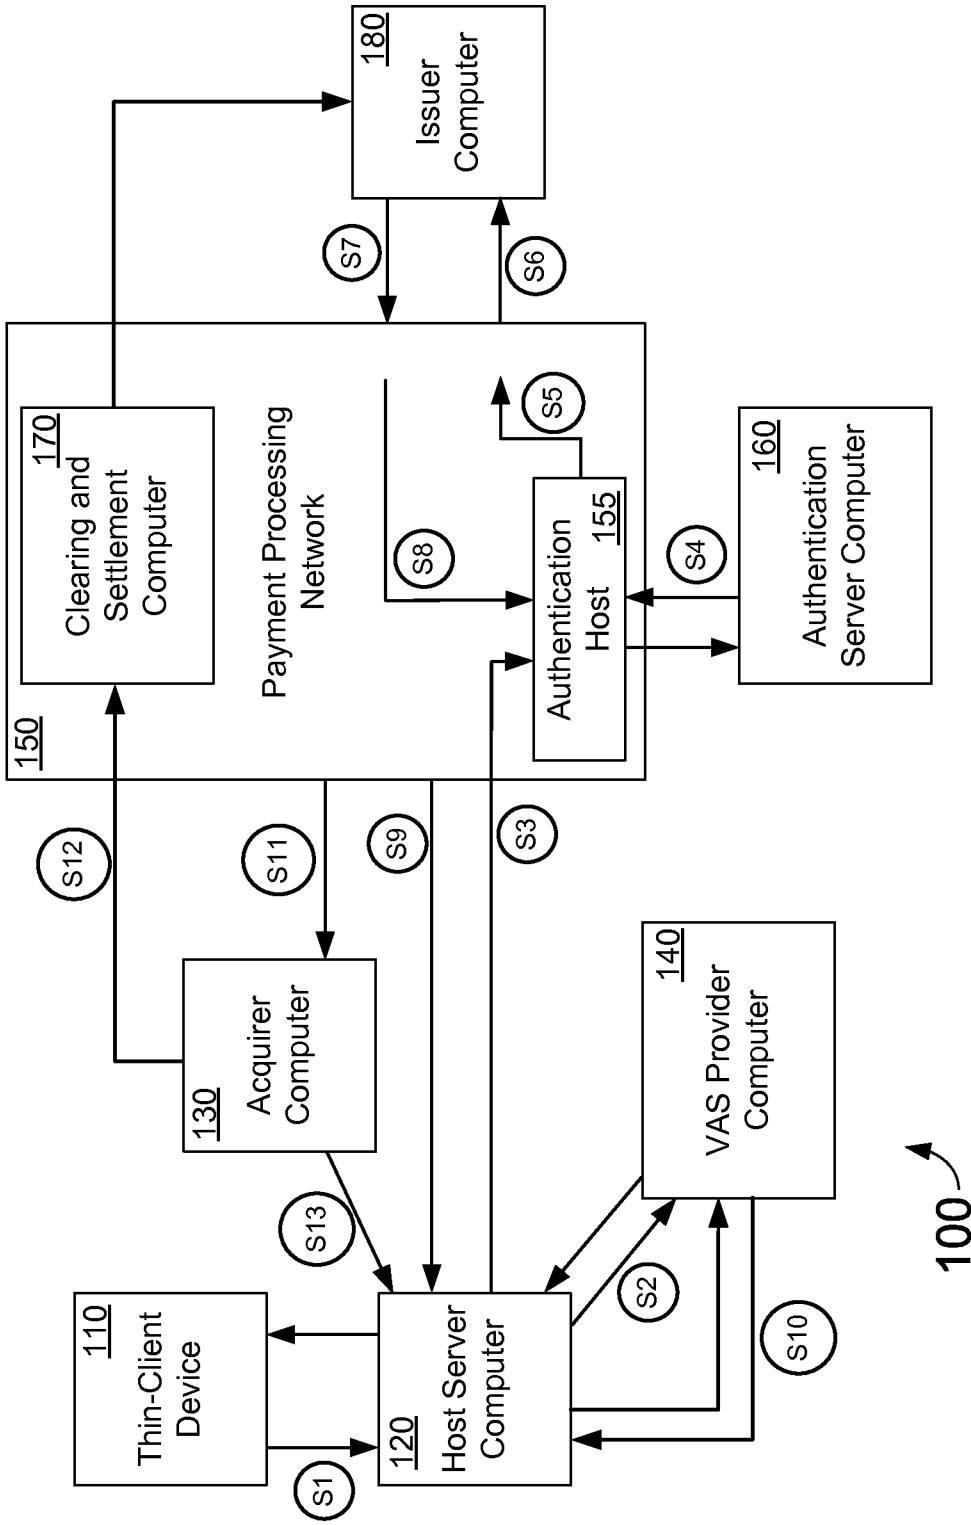 110
Thin-Client
Device
S1
120
Host Server
Computer
S13
130
Acquirer
Computer
S12
S11
S9
S3
S2
S10
140
VAS Provider
Computer
150
Payment Processing
Network
170
Clearing and
Settlement
Computer
S8
S5
155
Authentication
Host
S4
160
Authentication
Server Computer
S7
S6
180
Issuer
Computer
100